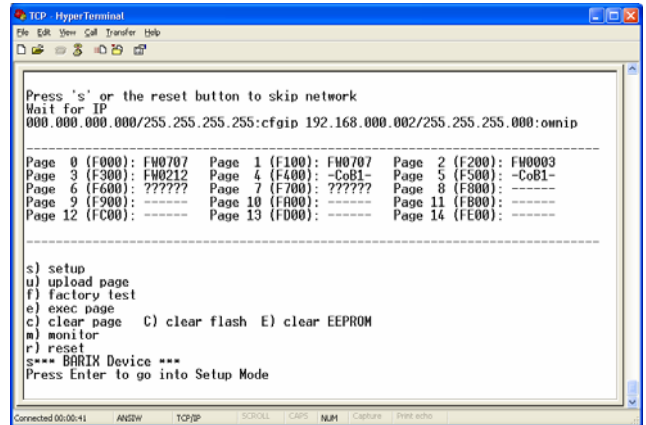 TCP - HyperTerminal
File Edit View Call Transfer Help
Press 's' or the reset button to skip network
Wait for IP
000.000.000.000/255.255.255.255:cfgip 192.168.000.002/255.255.255.000:ownip
----------------------------------------------------------------------------
Page 0 (F000): FW0707 Page 1 (F100): FW0707 Page 2 (F200): FW0003
Page 3 (F300): FW0212 Page 4 (F400): -CoB1- Page 5 (F500): -CoB1-
Page 6 (F600): ?????? Page 7 (F700): ?????? Page 8 (F800): ------
Page 9 (F900): ------ Page 10 (FA00): ------ Page 11 (FB00): ------
Page 12 (FC00): ------ Page 13 (FD00): ------ Page 14 (FE00): ------
----------------------------------------------------------------------------
s) setup
u) upload page
f) factory test
e) exec page
c) clear page C) clear flash E) clear EEPROM
m) monitor
r) reset
s*** BARIX Device ***
Press Enter to go into Setup Mode
Connected 00:00:41 ANSIW TCP/IP SCROLL CAPS NUM Capture Print echo